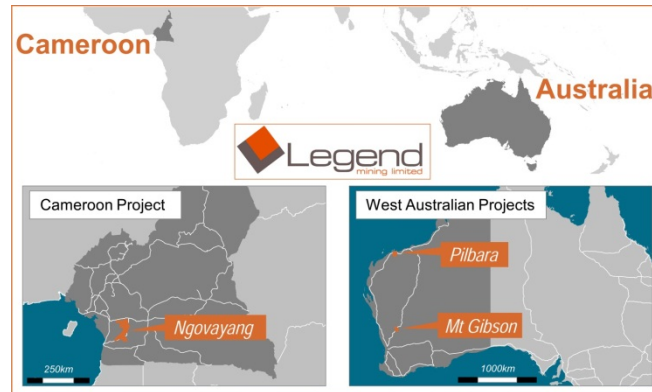 Cameroon
Australia
Legend
mining limited
Cameroon Project
Ngovayang
250km
West Australian Projects
Pilbara
Mt Gibson
1000km